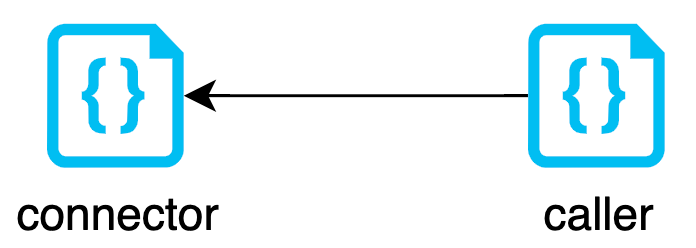 {} {}
connector caller